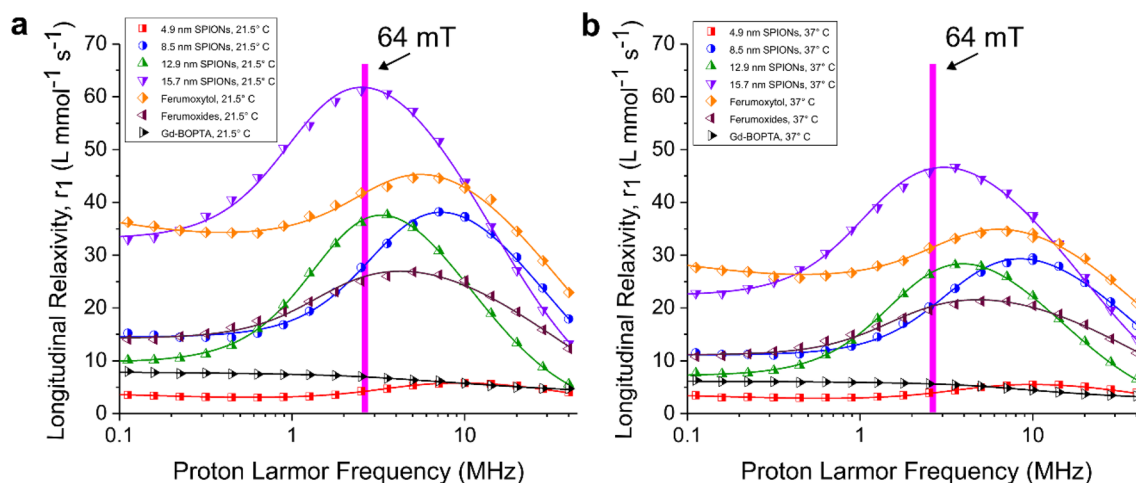 a
64 mT
4.9 nm SPIONs, 21.5° C
8.5 nm SPIONs, 21.5° C
12.9 nm SPIONs, 21.5° C
15.7 nm SPIONs, 21.5° C
Ferumoxytol, 21.5° C
Ferumoxides, 21.5° C
Gd-BOPTA, 21.5° C
Longitudinal Relaxivity, r1 (L mmol⁻¹ s⁻¹)
70
60
50
40
30
20
10
0
0.1
1
10
Proton Larmor Frequency (MHz)
b
64 mT
4.9 nm SPIONs, 37° C
8.5 nm SPIONs, 37° C
12.9 nm SPIONs, 37° C
15.7 nm SPIONs, 37° C
Ferumoxytol, 37° C
Ferumoxides, 37° C
Gd-BOPTA, 37° C
Longitudinal Relaxivity, r₁ (L mmol⁻¹ s⁻¹)
70
60
50
40
30
20
10
0
0.1
1
10
Proton Larmor Frequency (MHz)